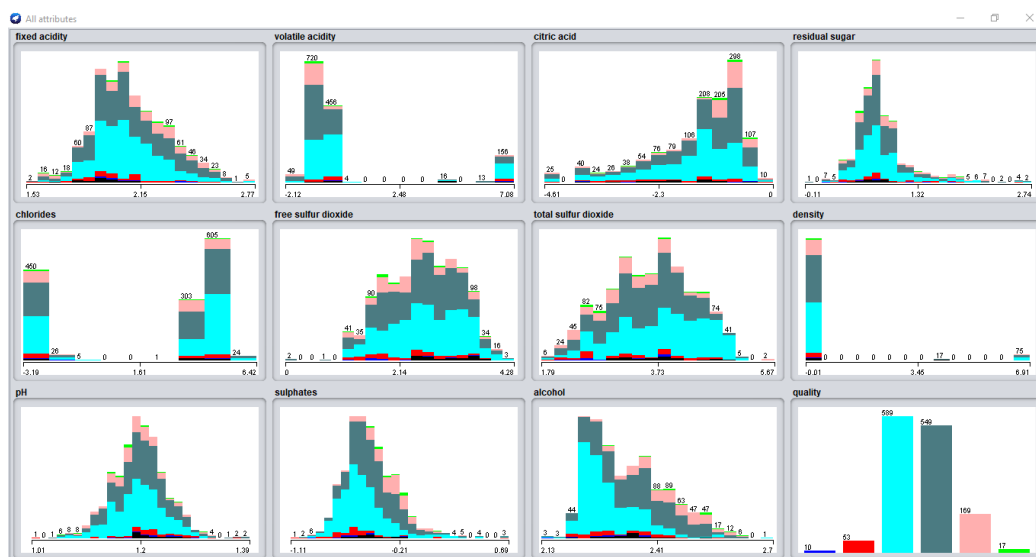 All attributes
fixed acidity
volatile acidity
citric acid
residual sugar
2 16 12 18 60 87 97 61 46 34 23 8 1 5
1.53 2.15 2.77
49 720 456 4 0 0 0 0 16 0 13 156
-2.12 2.48 7.08
25 0 40 24 26 38 54 76 79 106 208 205 298 107 10
-4.61 -2.3 0
1 0 7 5 5 6 7 0 2 0 4 2
-0.11 1.32 2.74
chlorides
free sulfur dioxide
total sulfur dioxide
density
450 26 5 0 0 1 303 605 24
-3.19 1.61 6.42
2 0 0 1 0 41 35 90 98 34 16 3
0 2.14 4.28
6 24 45 82 75 74 41 5 0 2
1.79 3.73 5.67
0 0 0 0 0 0 0 17 0 0 0 0 75
-0.01 3.45 6.91
pH
sulphates
alcohol
quality
1 0 1 6 8 8 3 0 1 2 2
1.01 1.2 1.39
1 2 6 4 5 4 0 0 3
-1.11 -0.21 0.69
3 3 44 88 89 63 47 47 17 12 6
2.13 2.41 2.7
10 53 589 549 169 17